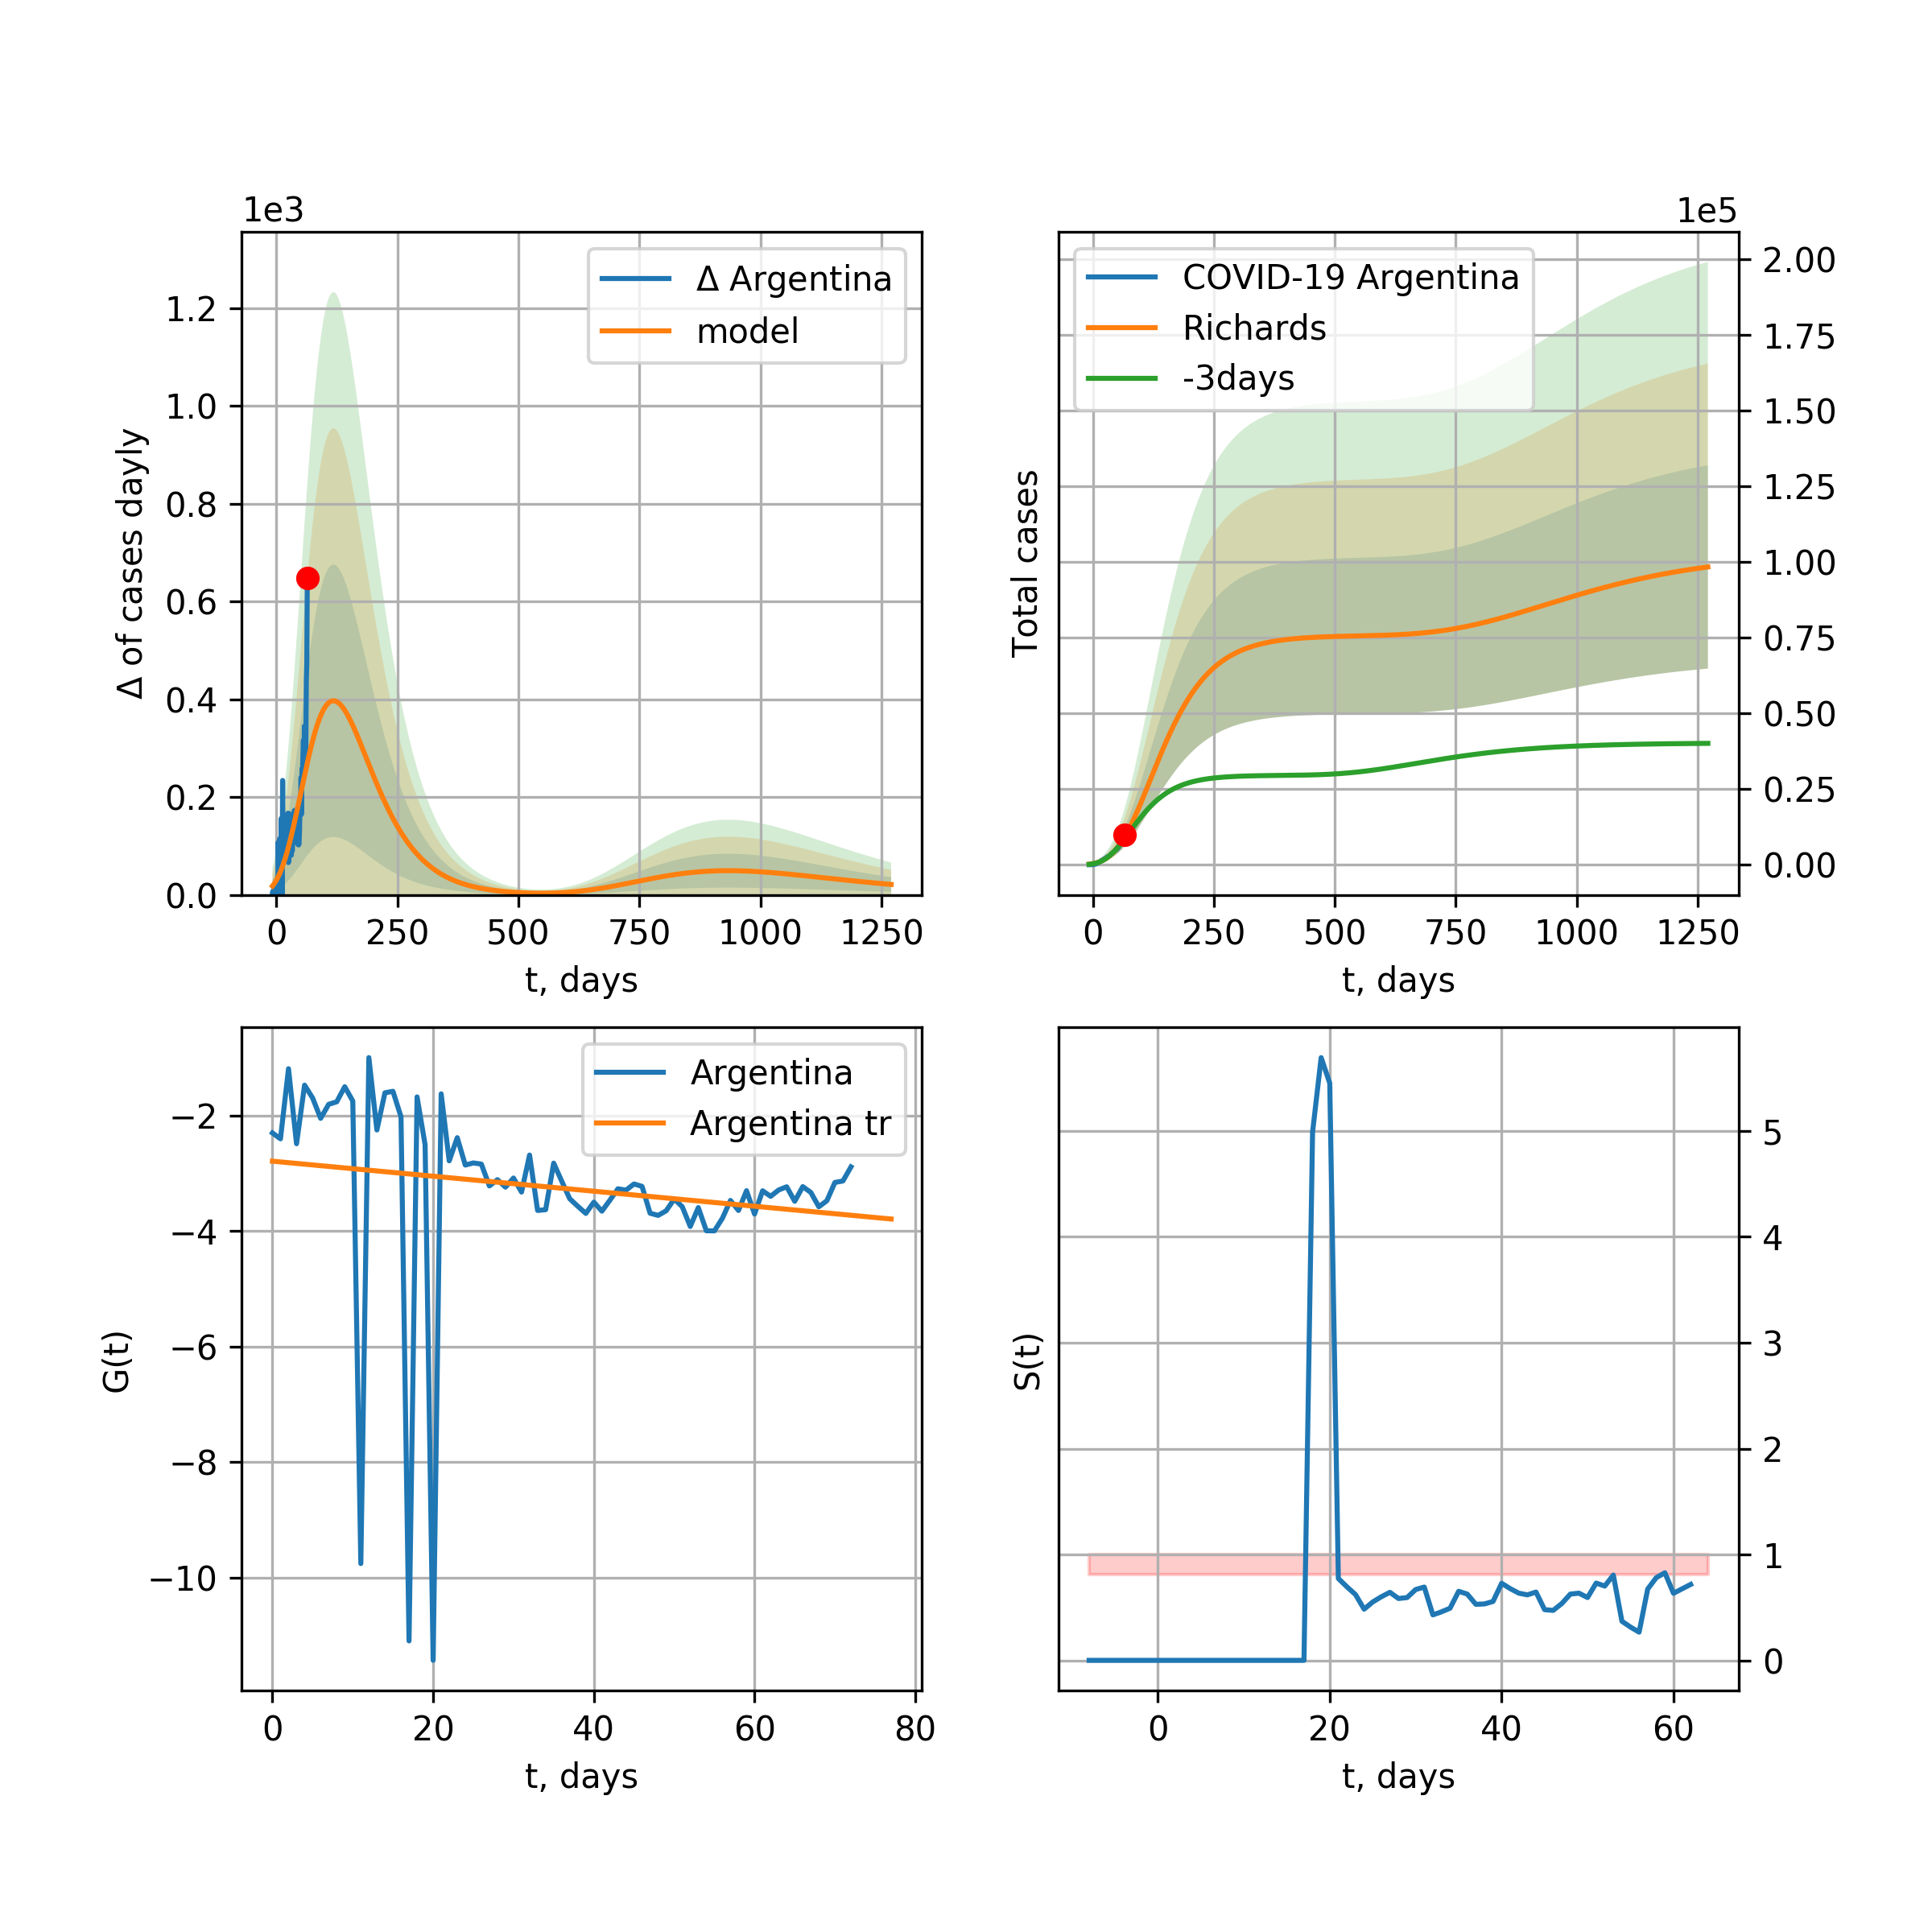 1e3
Δ Argentina
model
1.2
1.0
0.8
0.6
0.4
0.2
0.0
Δ of cases dayly
0 250 500 750 1000 1250
t, days
1e5
COVID-19 Argentina
Richards
-3days
2.00
1.75
1.50
1.25
1.00
0.75
0.50
0.25
0.00
Total cases
0 250 500 750 1000 1250
t, days
Argentina
Argentina tr
−2
−4
−6
−8
−10
G(t)
0 20 40 60 80
t, days
5
4
3
2
1
0
S(t)
0 20 40 60
t, days